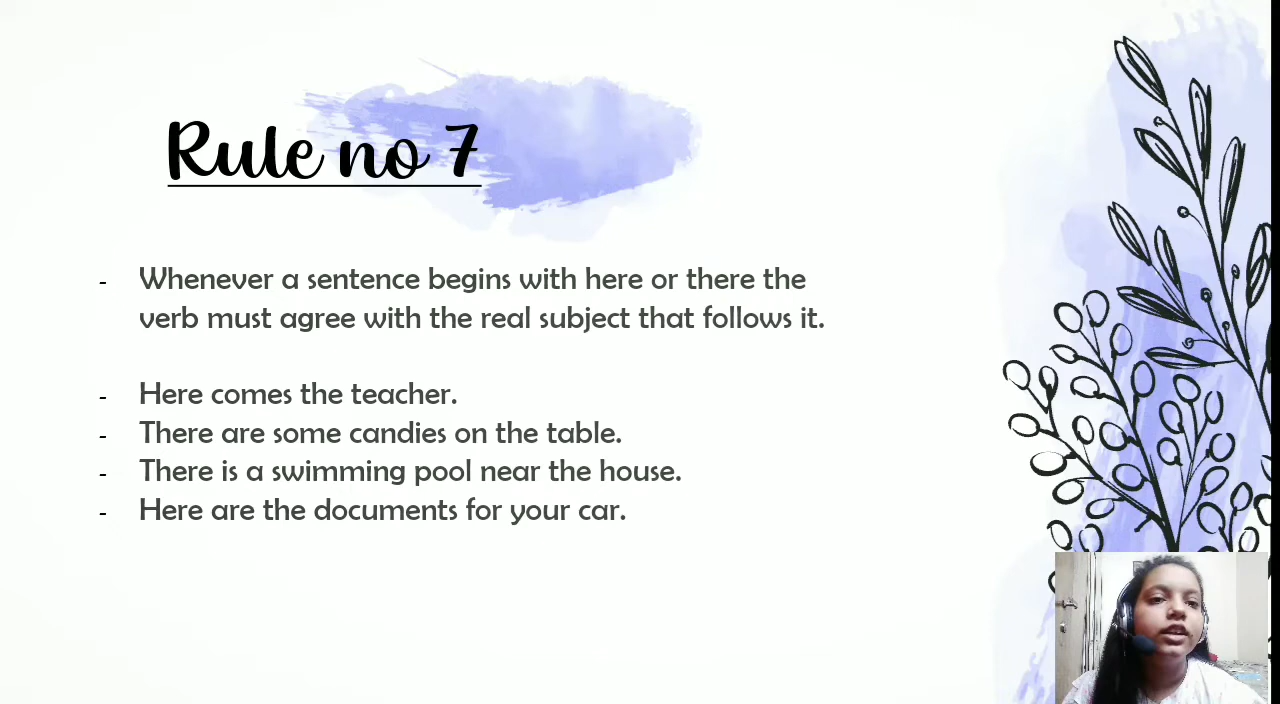 Rule no 7
- Whenever a sentence begins with here or there the
verb must agree with the real subject that follows it.
- Here comes the teacher.
- There are some candies on the table.
- There is a swimming pool near the house.
- Here are the documents for your car.